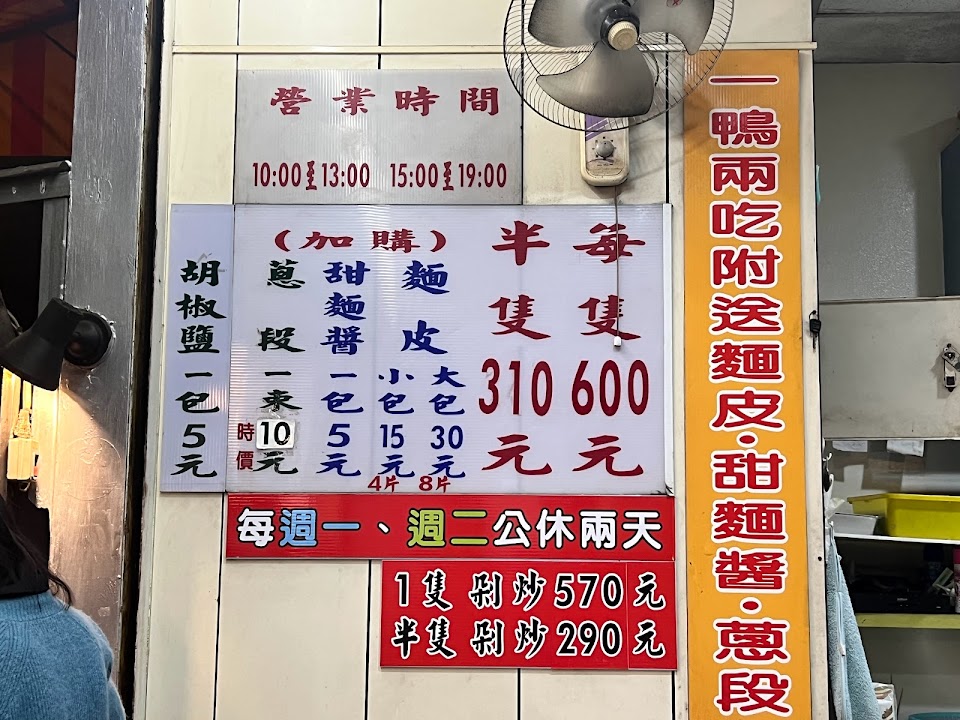 營業時間
10:00至13:00 15:00至19:00
一鴨兩吃附送麵皮·甜麵醬·蔥段
每隻600元
半隻310元
(加購)
麵皮
大包30元
8片
小包15元
4片
甜麵醬一包5元
蔥段一束10元
時價
胡椒鹽一包5元
每週一、週二公休兩天
1隻剁炒570元
半隻剁炒290元